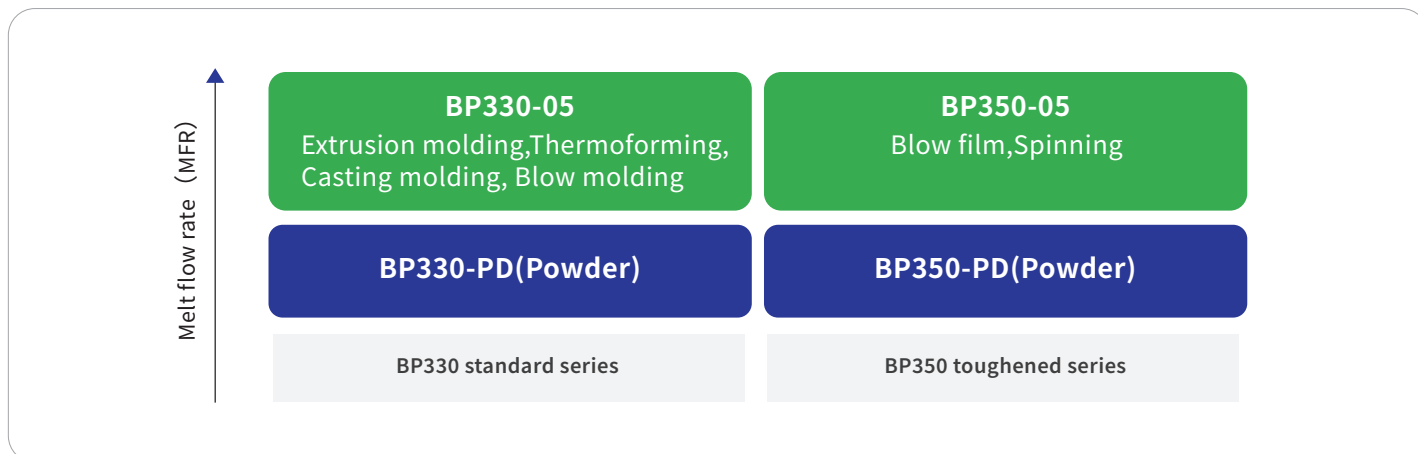 Melt flow rate（MFR）
BP330-05
Extrusion molding,Thermoforming,
Casting molding, Blow molding
BP350-05
Blow film,Spinning
BP330-PD(Powder)
BP350-PD(Powder)
BP330 standard series
BP350 toughened series